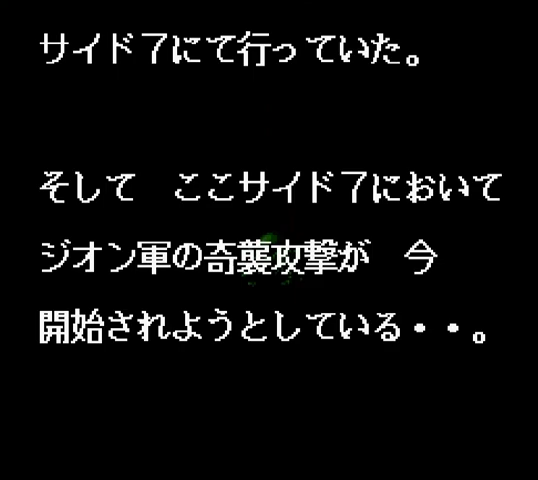 サイド7にて行っていた。
そして　ここサイド7において
ジオン軍の奇襲攻撃が　今
開始されようとしている・・。